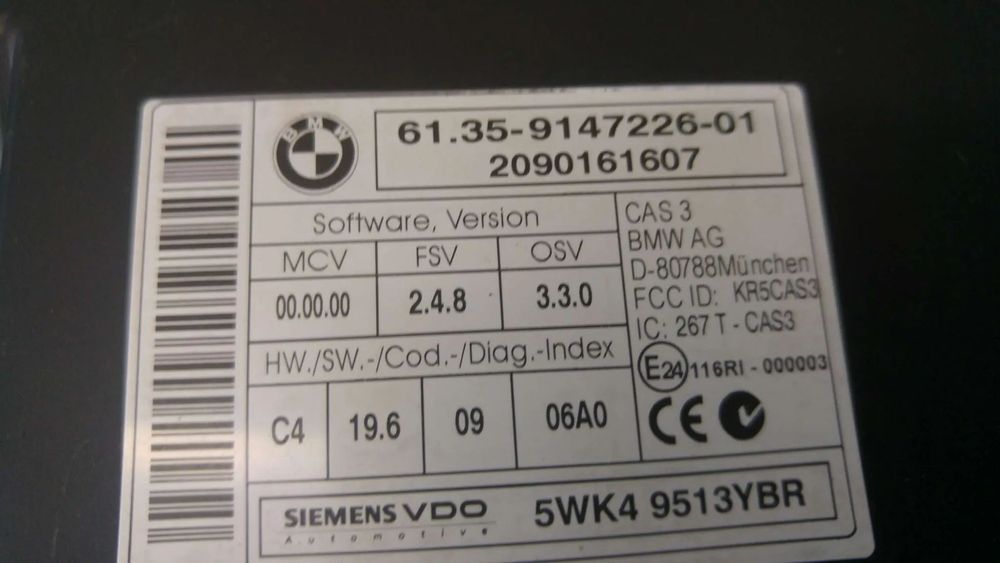 BMW
61.35-9147226-01
2090161607
Software, Version
MCV FSV OSV
00.00.00 2.4.8 3.3.0
HW./SW.-/Cod.-/Diag.-Index
C4 19.6 09 06A0
CAS 3
BMW AG
D-80788München
FCC ID: KR5CAS3
IC: 267 T - CAS3
E24 116RI - 000003
CE
SIEMENS VDO
Automotive
5WK4 9513YBR